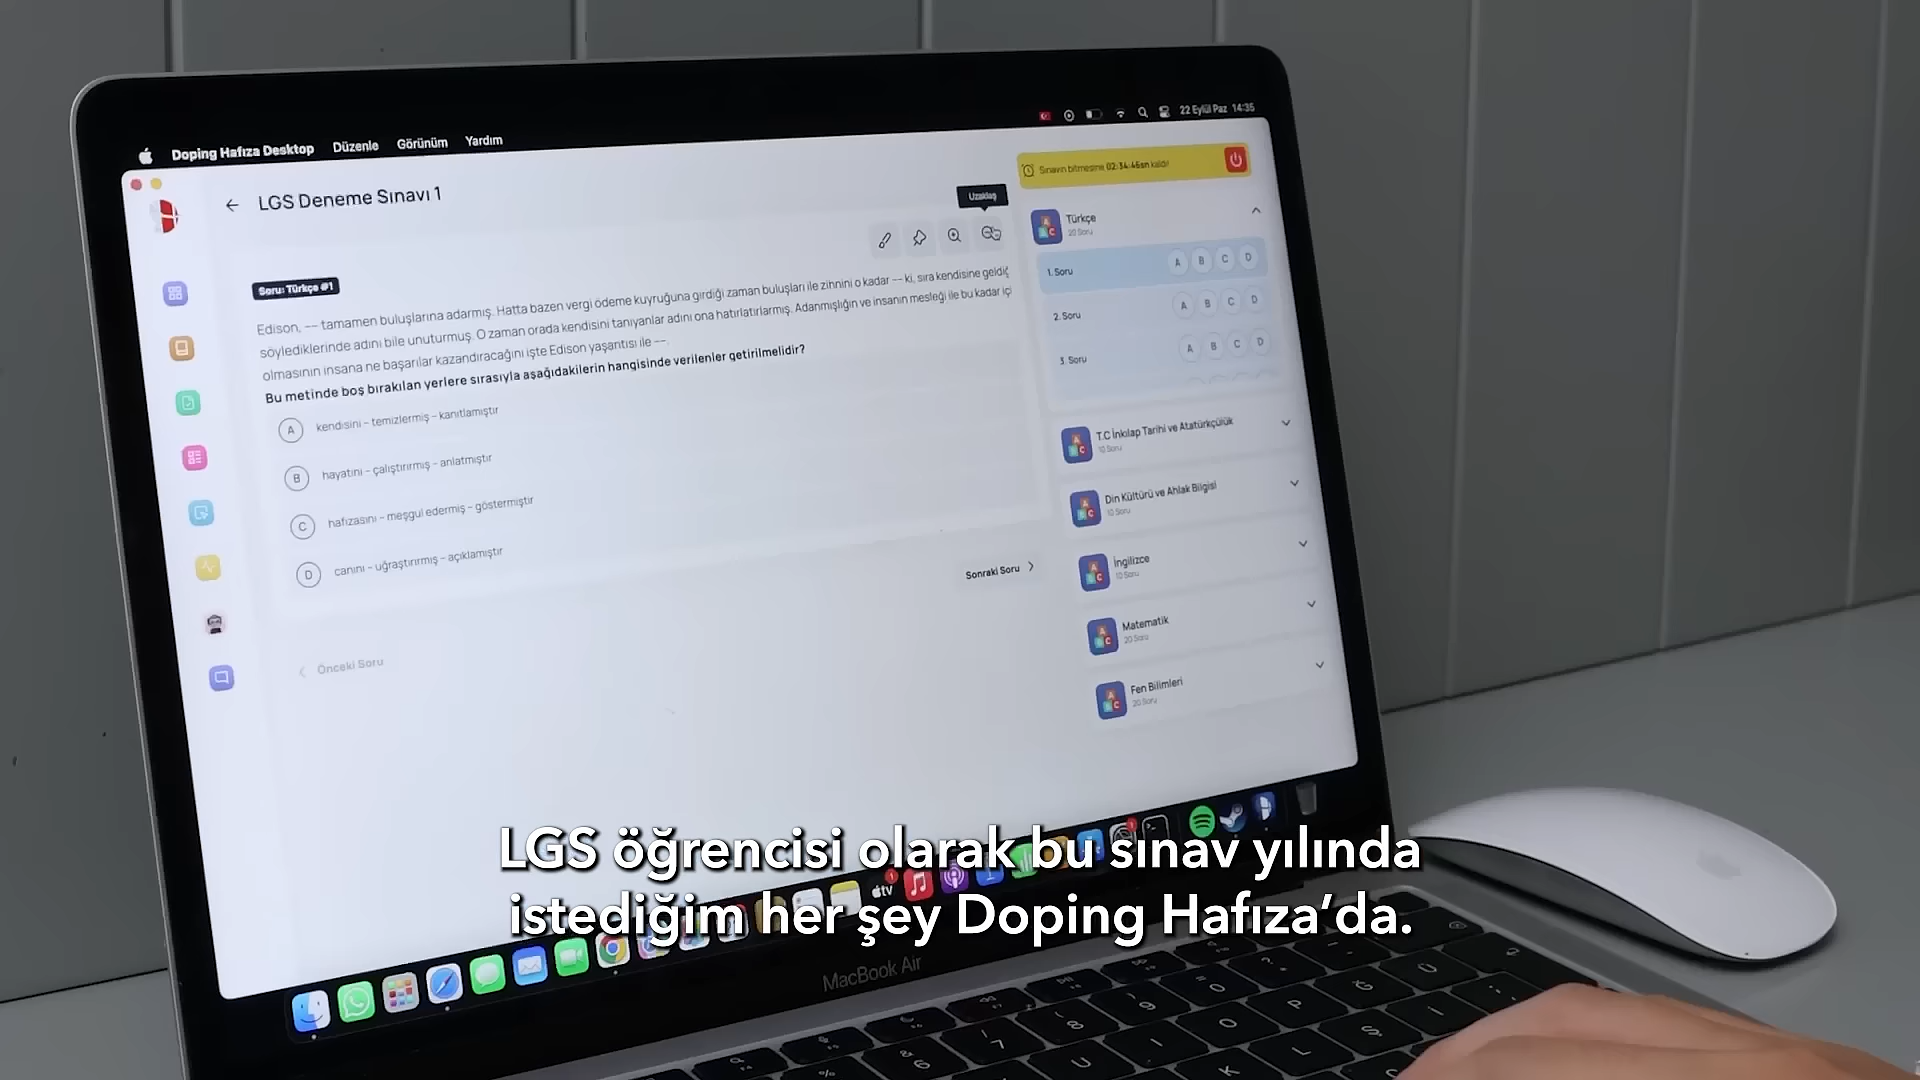 Doping Hafıza Desktop Düzenle Görünüm Yardım
22 Eylül Paz 14:35
LGS Deneme Sınavı 1
Uzaklaş
Sınavın bitmesine 02:34:46sn kaldı!
Soru: Türkçe #1
Edison, –– tamamen buluşlarına adarmış. Hatta bazen vergi ödeme kuyruğuna girdiği zaman buluşları ile zihnini o kadar –– ki, sıra kendisine geldiğ
söylediklerinde adını bile unuturmuş. O zaman orada kendisini tanıyanlar adını ona hatırlatırlarmış. Adanmışlığın ve insanın mesleği ile bu kadar içi
olmasının insana ne başarılar kazandıracağını işte Edison yaşantısı ile ––.
Bu metinde boş bırakılan yerlere sırasıyla aşağıdakilerin hangisinde verilenler getirilmelidir?
A kendisini – temizlermiş – kanıtlamıştır
B hayatını – çalıştırırmış – anlatmıştır
C hafızasını – meşgul edermiş – göstermiştir
D canını – uğraştırırmış – açıklamıştır
Önceki Soru
Sonraki Soru
Türkçe
20 Soru
1. Soru A B C D
2. Soru A B C D
3. Soru A B C D
T.C İnkılap Tarihi ve Atatürkçülük
10 Soru
Din Kültürü ve Ahlak Bilgisi
10 Soru
İngilizce
10 Soru
Matematik
20 Soru
Fen Bilimleri
20 Soru
LGS öğrencisi olarak bu sınav yılında
istediğim her şey Doping Hafıza’da.
MacBook Air